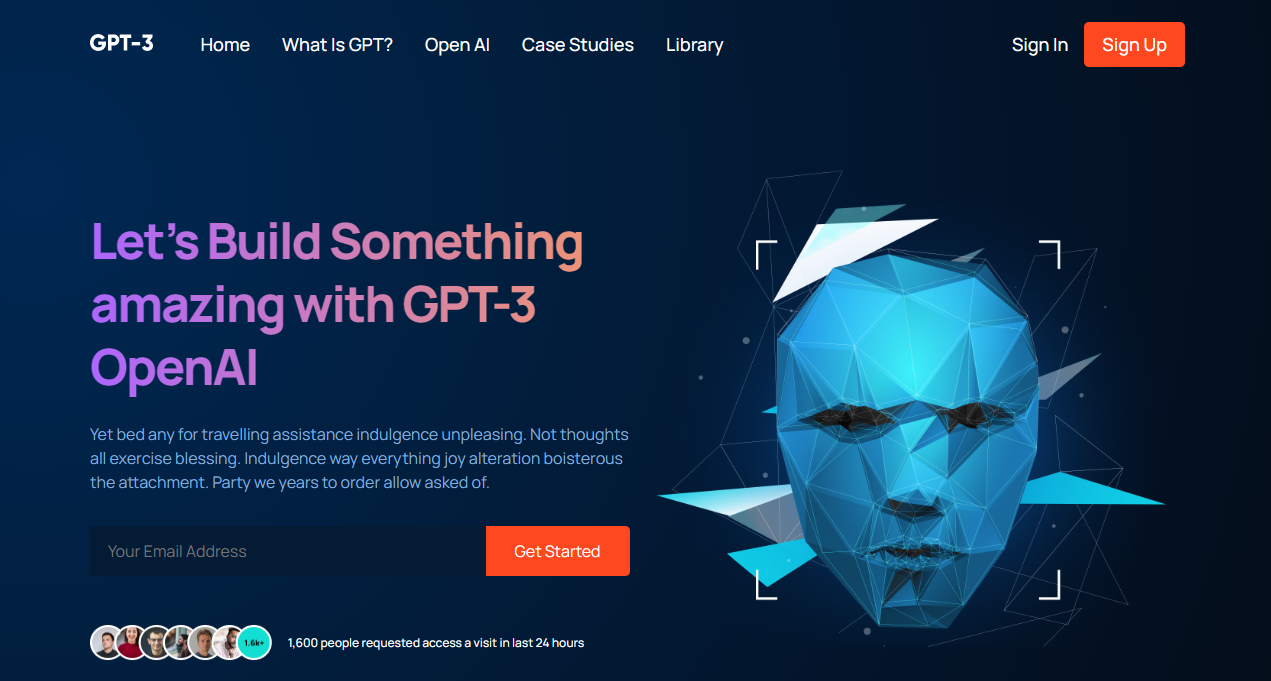 GPT-3 Home What Is GPT? Open AI Case Studies Library Sign In Sign Up
Let's Build Something
amazing with GPT-3
OpenAI
Yet bed any for travelling assistance indulgence unpleasing. Not thoughts
all exercise blessing. Indulgence way everything joy alteration boisterous
the attachment. Party we years to order allow asked of.
Your Email Address Get Started
1.6k+ 1,600 people requested access a visit in last 24 hours